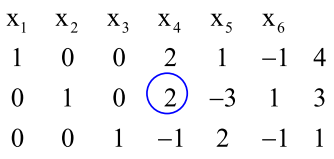 x₁ x₂ x₃ x₄ x₅ x₆
1 0 0 2 1 −1 4
0 1 0 2 −3 1 3
0 0 1 −1 2 −1 1